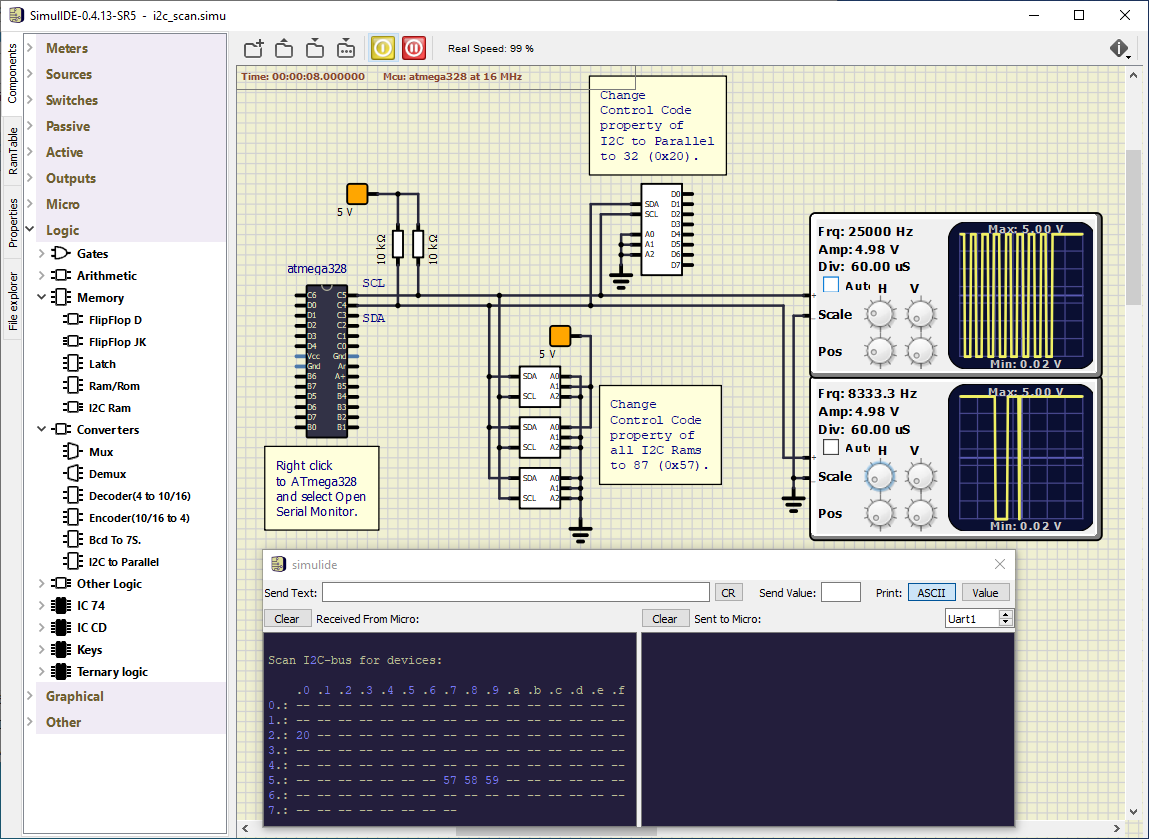 SimulIDE-0.4.13-SR5 - i2c_scan.simu
Components
RamTable
Properties
File explorer
Meters
Sources
Switches
Passive
Active
Outputs
Micro
Logic
Gates
Arithmetic
Memory
FlipFlop D
FlipFlop JK
Latch
Ram/Rom
I2C Ram
Converters
Mux
Demux
Decoder(4 to 10/16)
Encoder(10/16 to 4)
Bcd To 7S.
I2C to Parallel
Other Logic
IC 74
IC CD
Keys
Ternary logic
Graphical
Other
Real Speed: 99 %
Time: 00:00:08.000000 Mcu: atmega328 at 16 MHz
Change
Control Code
property of
I2C to Parallel
to 32 (0x20).
5 V
10 kΩ
10 kΩ
SDA
SCL
A0
A1
A2
D0
D1
D2
D3
D4
D5
D6
D7
atmega328
SCL
SDA
C6 C5
D0 C4
D1 C3
D2 C2
D3 C1
D4 C0
Vcc Gnd
Gnd Ar
B6 A+
B7 B5
D5 B4
D6 B3
D7 B2
B0 B1
5 V
SDA A0
A1
SCL A2
SDA A0
A1
SCL A2
SDA A0
A1
SCL A2
Change
Control Code
property of
all I2C Rams
to 87 (0x57).
Right click
to ATmega328
and select Open
Serial Monitor.
Frq: 25000 Hz
Amp: 4.98 V
Div: 60.00 uS
Aut H V
Scale
Pos
+
-
Max: 5.00 V
Min: 0.02 V
Frq: 8333.3 Hz
Amp: 4.98 V
Div: 60.00 uS
Aut H V
Scale
Pos
+
-
Max: 5.00 V
Min: 0.02 V
simulide
Send Text: CR Send Value: Print: ASCII Value
Clear Received From Micro: Clear Sent to Micro: Uart1
Scan I2C-bus for devices:
.0 .1 .2 .3 .4 .5 .6 .7 .8 .9 .a .b .c .d .e .f
0.: -- -- -- -- -- -- -- -- -- -- -- -- -- -- -- --
1.: -- -- -- -- -- -- -- -- -- -- -- -- -- -- -- --
2.: 20 -- -- -- -- -- -- -- -- -- -- -- -- -- -- --
3.: -- -- -- -- -- -- -- -- -- -- -- -- -- -- -- --
4.: -- -- -- -- -- -- -- -- -- -- -- -- -- -- -- --
5.: -- -- -- -- -- -- -- 57 58 59 -- -- -- -- -- --
6.: -- -- -- -- -- -- -- -- -- -- -- -- -- -- -- --
7.: -- -- -- -- -- -- -- --